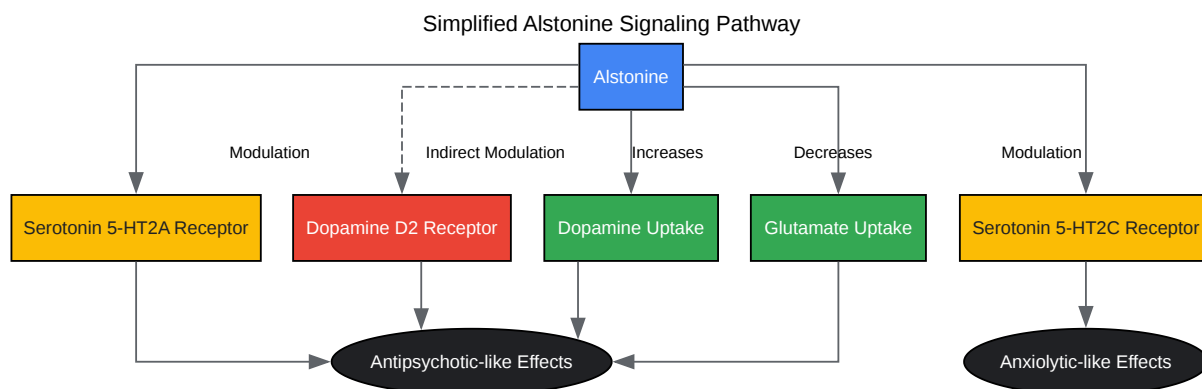 Simplified Alstonine Signaling Pathway
Alstonine
Modulation
Indirect Modulation
Increases
Decreases
Modulation
Serotonin 5-HT2A Receptor
Dopamine D2 Receptor
Dopamine Uptake
Glutamate Uptake
Serotonin 5-HT2C Receptor
Antipsychotic-like Effects
Anxiolytic-like Effects